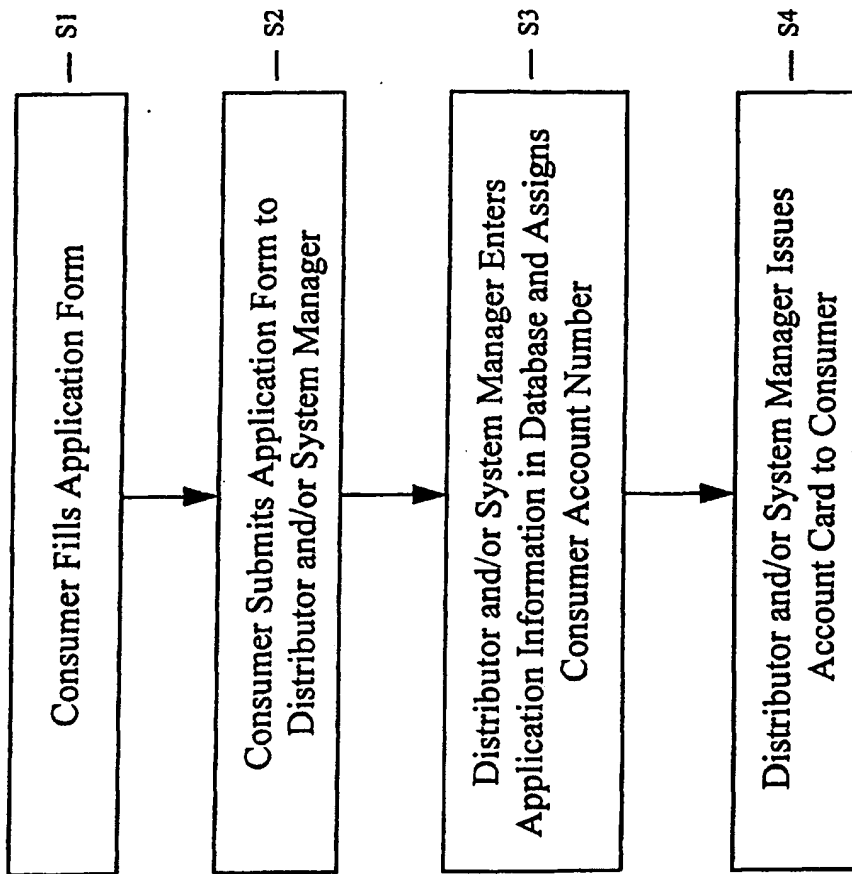 Consumer Fills Application Form
— S1
Consumer Submits Application Form to
Distributor and/or System Manager
— S2
Distributor and/or System Manager Enters
Application Information in Database and Assigns
Consumer Account Number
— S3
Distributor and/or System Manager Issues
Account Card to Consumer
— S4